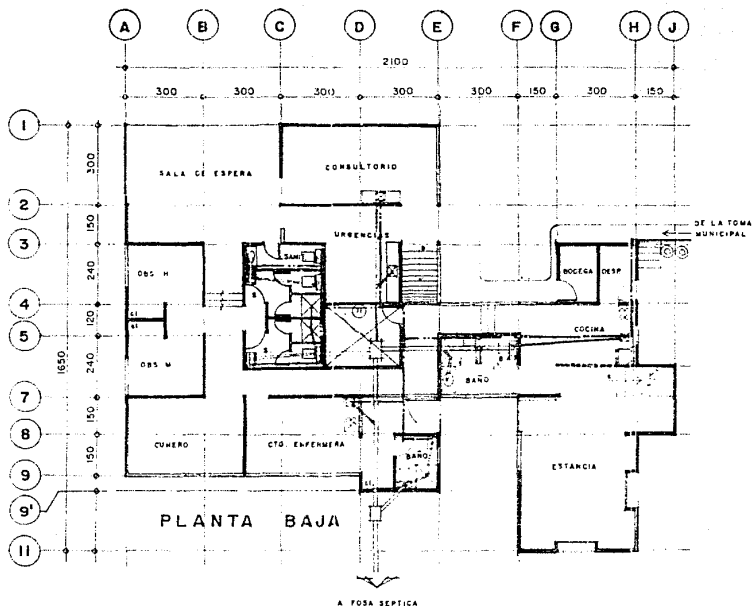 A B C D E F G H J
2100
300 300 300 300 300 150 300 150
1
300
SALA DE ESPERA
CONSULTORIO
2
150
DE LA TOMA
MUNICIPAL
3
URGENCIAS
SANI
240
OBS H
BODEGA
DESP.
4
120
COCINA
5
1650
240
OBS M
BAÑO
7
150
8
CUNERO
CTO. ENFERMERA
BAÑO
150
ESTANCIA
9
9'
PLANTA BAJA
11
A FOSA SEPTICA